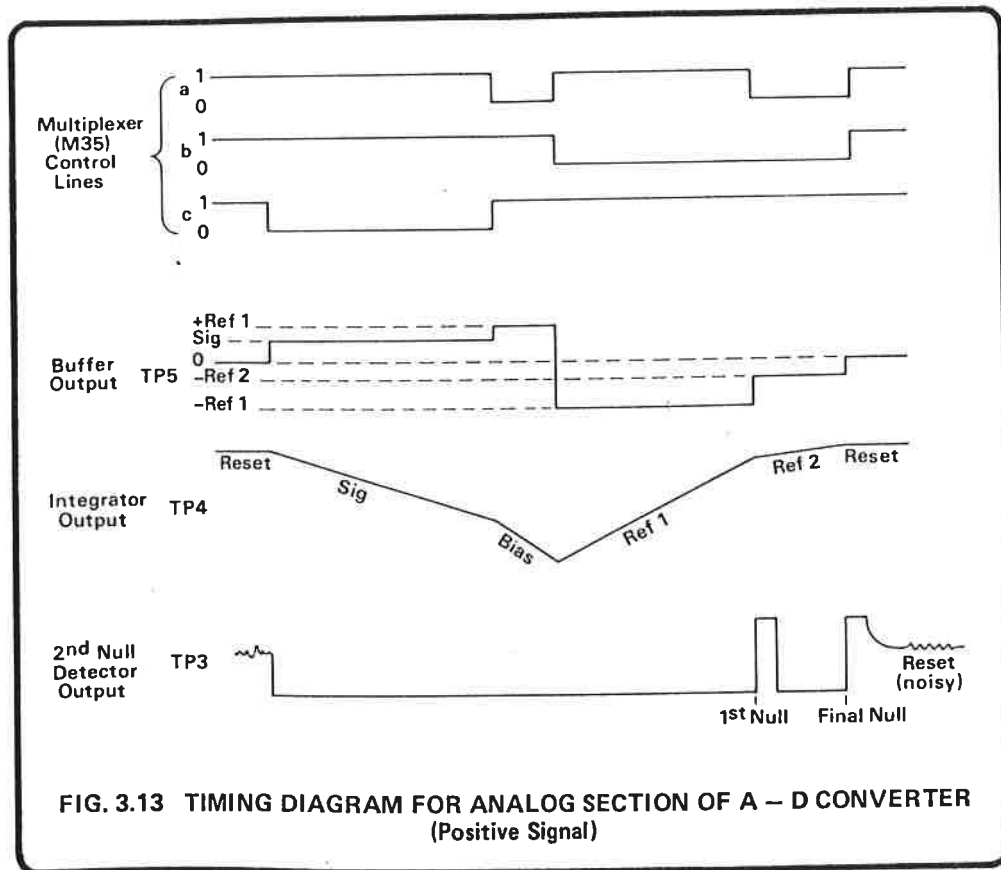 Multiplexer
(M35)
Control
Lines
a 1
0
b 1
0
c 1
0
Buffer
Output TP5
+Ref 1
Sig
0
−Ref 2
−Ref 1
Integrator
Output TP4
Reset
Sig
Bias
Ref 1
Ref 2
Reset
2nd Null
Detector
Output TP3
1st Null
Final Null
Reset
(noisy)
FIG. 3.13 TIMING DIAGRAM FOR ANALOG SECTION OF A – D CONVERTER
(Positive Signal)